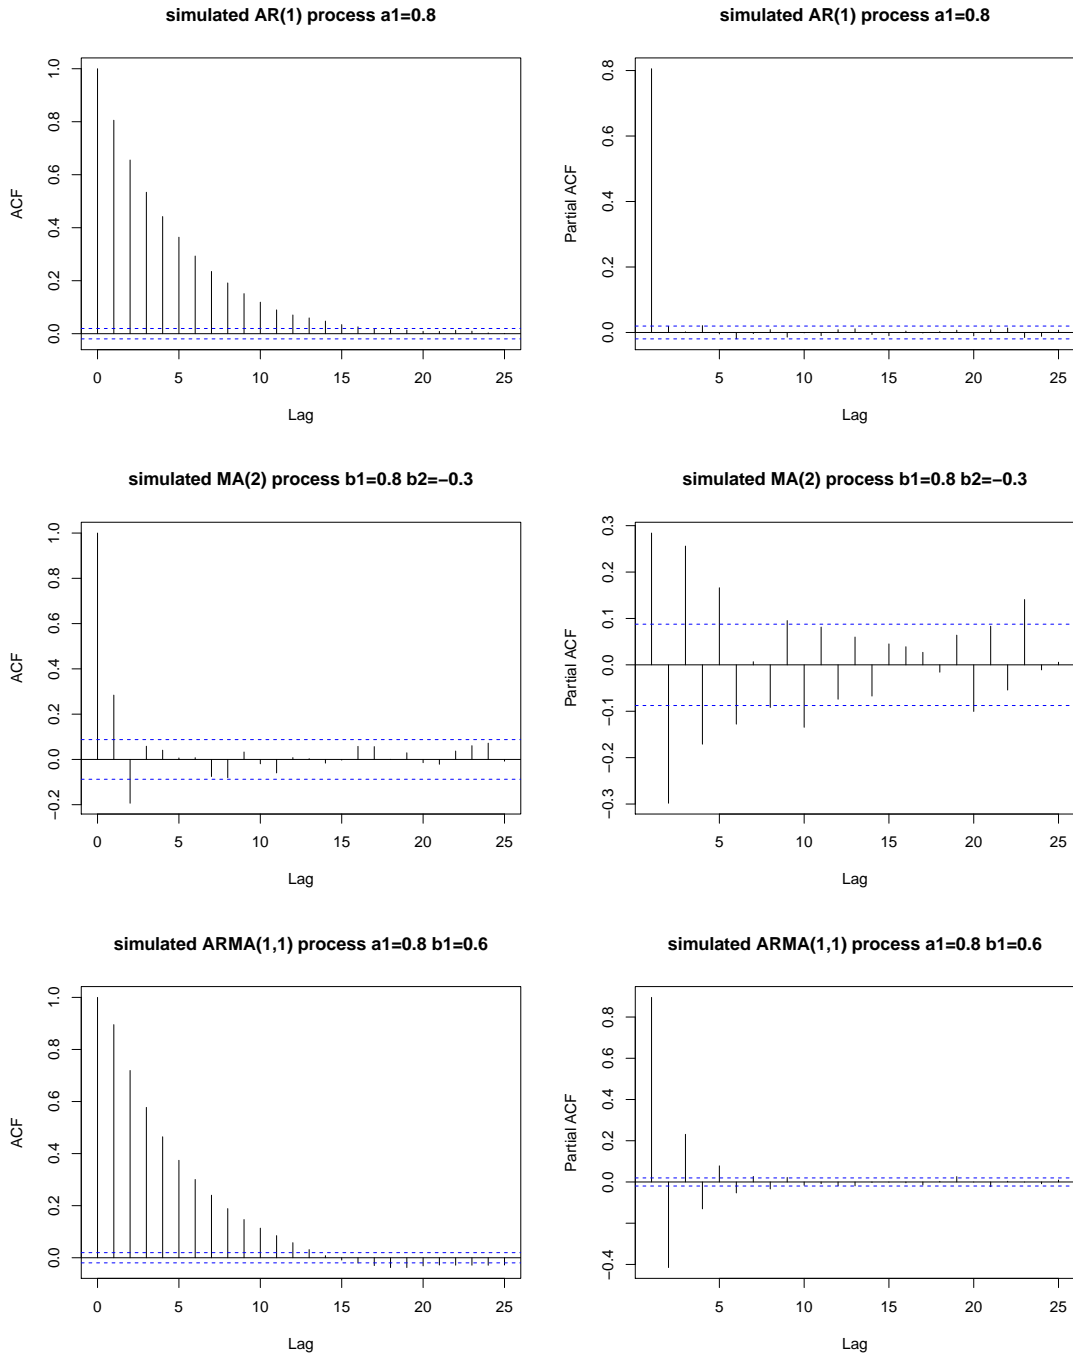 simulated AR(1) process a1=0.8
ACF
0.0 0.2 0.4 0.6 0.8 1.0
0 5 10 15 20 25
Lag
simulated AR(1) process a1=0.8
Partial ACF
0.0 0.2 0.4 0.6 0.8
5 10 15 20 25
Lag
simulated MA(2) process b1=0.8 b2=−0.3
ACF
−0.2 0.0 0.2 0.4 0.6 0.8 1.0
0 5 10 15 20 25
Lag
simulated MA(2) process b1=0.8 b2=−0.3
Partial ACF
−0.3 −0.2 −0.1 0.0 0.1 0.2 0.3
5 10 15 20 25
Lag
simulated ARMA(1,1) process a1=0.8 b1=0.6
ACF
0.0 0.2 0.4 0.6 0.8 1.0
0 5 10 15 20 25
Lag
simulated ARMA(1,1) process a1=0.8 b1=0.6
Partial ACF
−0.4 0.0 0.2 0.4 0.6 0.8
5 10 15 20 25
Lag